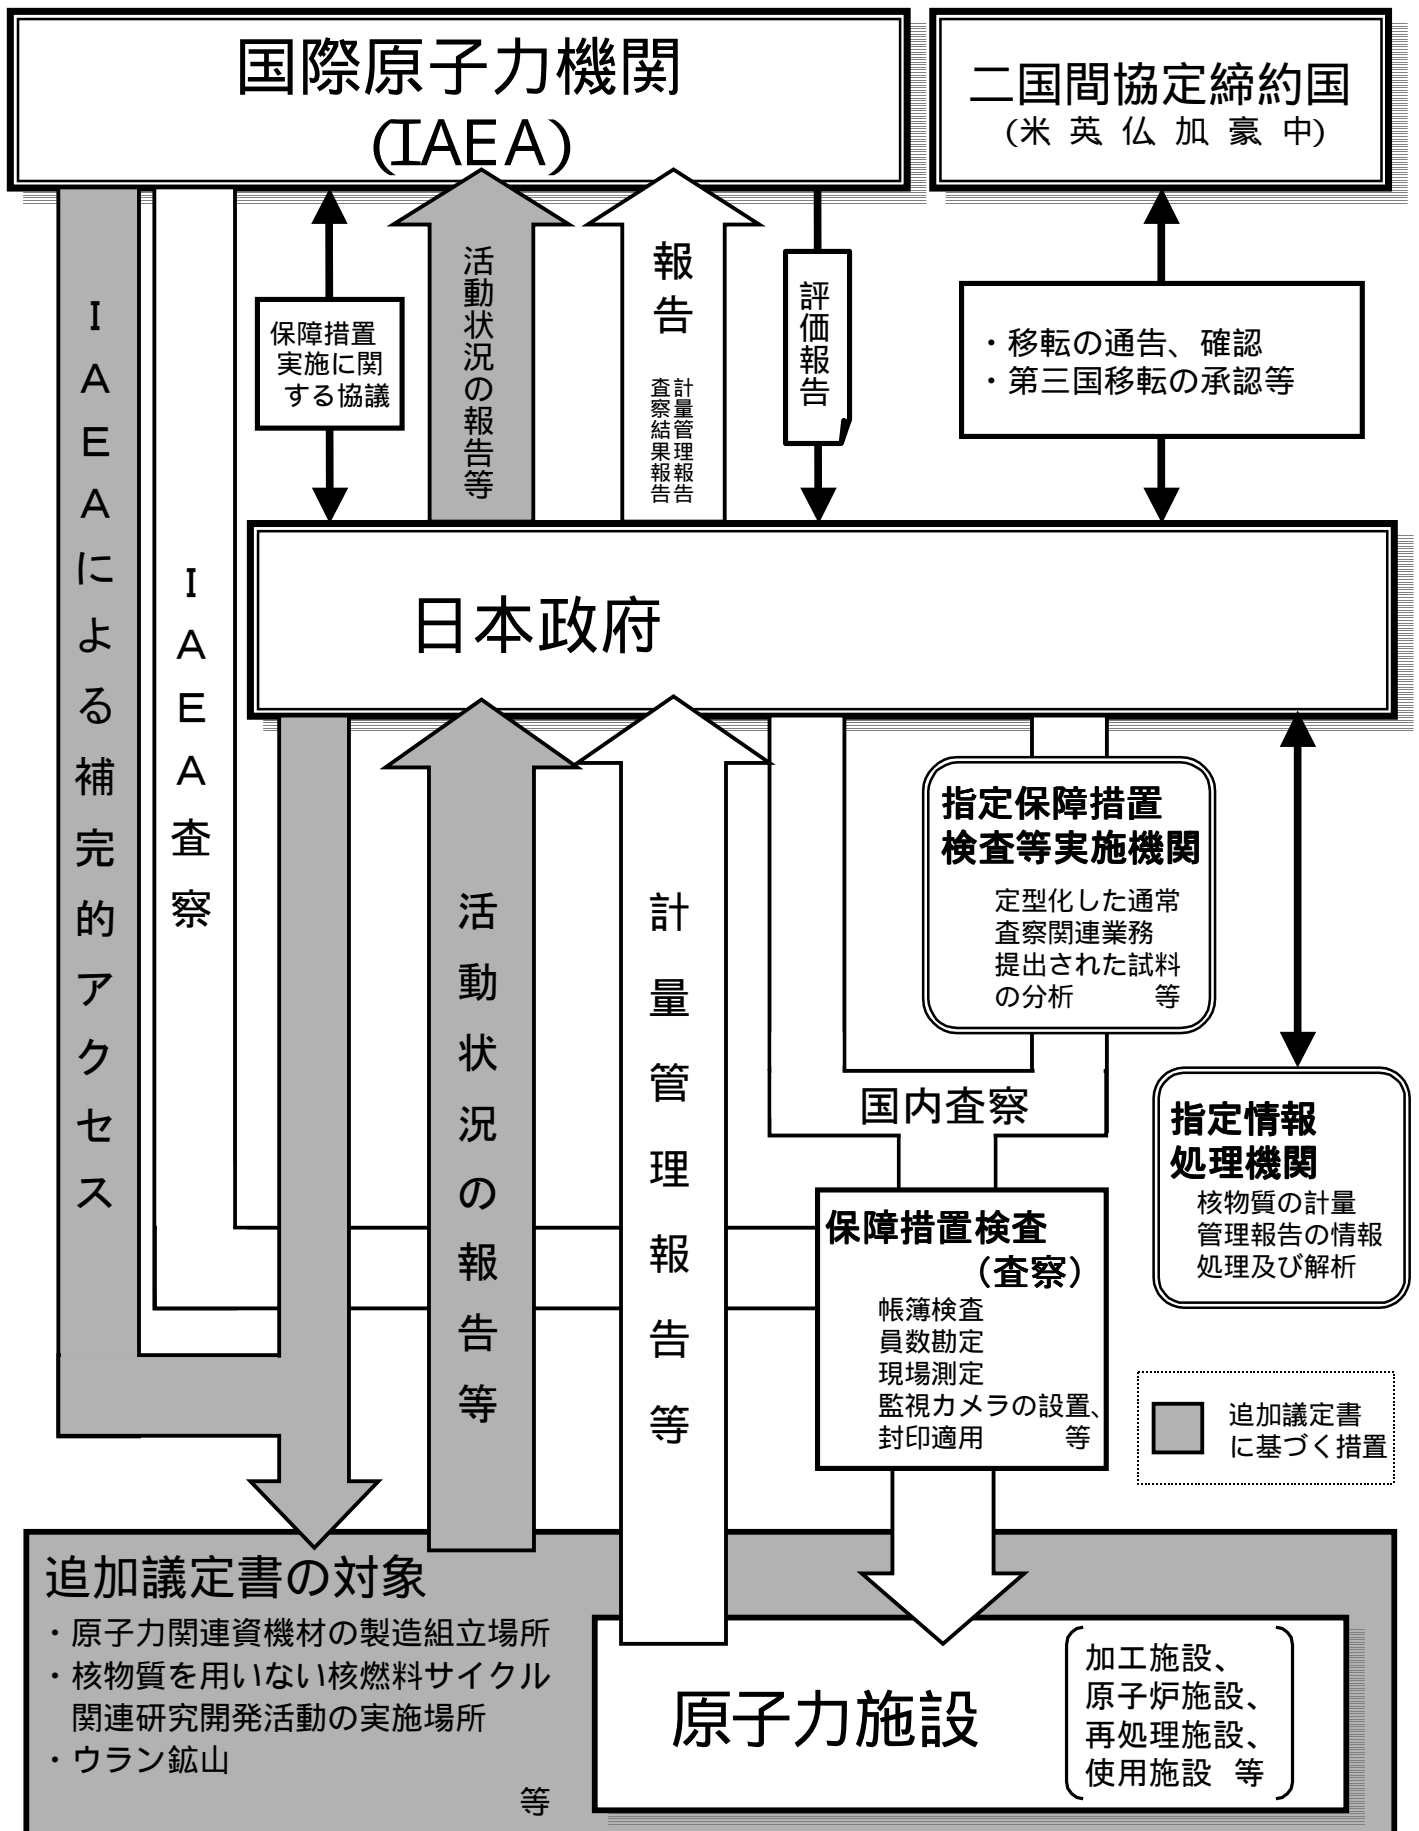 国際原子力機関
(IAEA)
二国間協定締約国
(米 英 仏 加 豪 中)
IAEAによる補完的アクセス
IAEA査察
保障措置
実施に関
する協議
活動状況の報告等
報告
計量管理報告
査察結果報告
評価報告
・移転の通告、確認
・第三国移転の承認等
日本政府
活動状況の報告等
計量管理報告等
指定保障措置
検査等実施機関
定型化した通常
査察関連業務
提出された試料
の分析 等
国内査察
指定情報
処理機関
核物質の計量
管理報告の情報
処理及び解析
保障措置検査
（査察）
帳簿検査
員数勘定
現場測定
監視カメラの設置、
封印適用 等
追加議定書
に基づく措置
追加議定書の対象
・原子力関連資機材の製造組立場所
・核物質を用いない核燃料サイクル
関連研究開発活動の実施場所
・ウラン鉱山
等
原子力施設
加工施設、
原子炉施設、
再処理施設、
使用施設 等